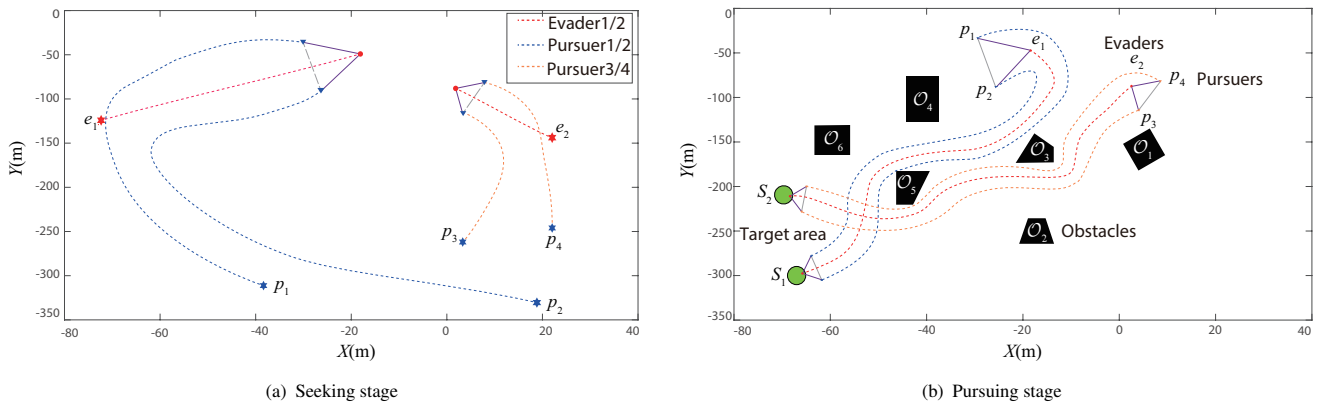 Evader1/2
Pursuer1/2
Pursuer3/4
e1
e2
p1
p2
p3
p4
0
-50
-100
-150
-200
-250
-300
-350
Y(m)
-80
-60
-40
-20
0
20
40
X(m)
(a) Seeking stage
p1
e1
p2
Evaders
e2
p4
Pursuers
p3
O4
O6
O3
O1
O5
S2
Target area
O2
Obstacles
S1
0
-50
-100
-150
-200
-250
-300
-350
Y(m)
-80
-60
-40
-20
0
20
40
X(m)
(b) Pursuing stage